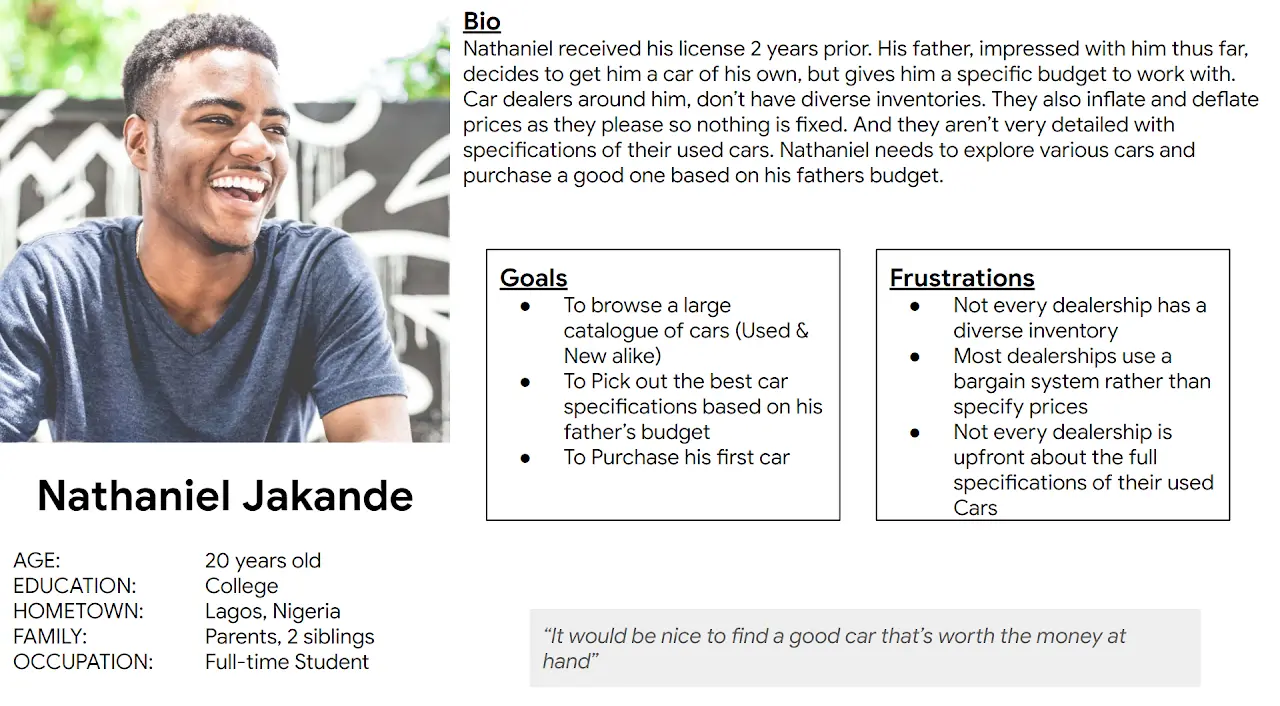 Bio
Nathaniel received his license 2 years prior. His father, impressed with him thus far,
decides to get him a car of his own, but gives him a specific budget to work with.
Car dealers around him, don’t have diverse inventories. They also inflate and deflate
prices as they please so nothing is fixed. And they aren’t very detailed with
specifications of their used cars. Nathaniel needs to explore various cars and
purchase a good one based on his fathers budget.
Goals
● To browse a large
catalogue of cars (Used &
New alike)
● To Pick out the best car
specifications based on his
father’s budget
● To Purchase his first car
Frustrations
● Not every dealership has a
diverse inventory
● Most dealerships use a
bargain system rather than
specify prices
● Not every dealership is
upfront about the full
specifications of their used
Cars
Nathaniel Jakande
AGE: 20 years old
EDUCATION: College
HOMETOWN: Lagos, Nigeria
FAMILY: Parents, 2 siblings
OCCUPATION: Full-time Student
“It would be nice to find a good car that’s worth the money at
hand”